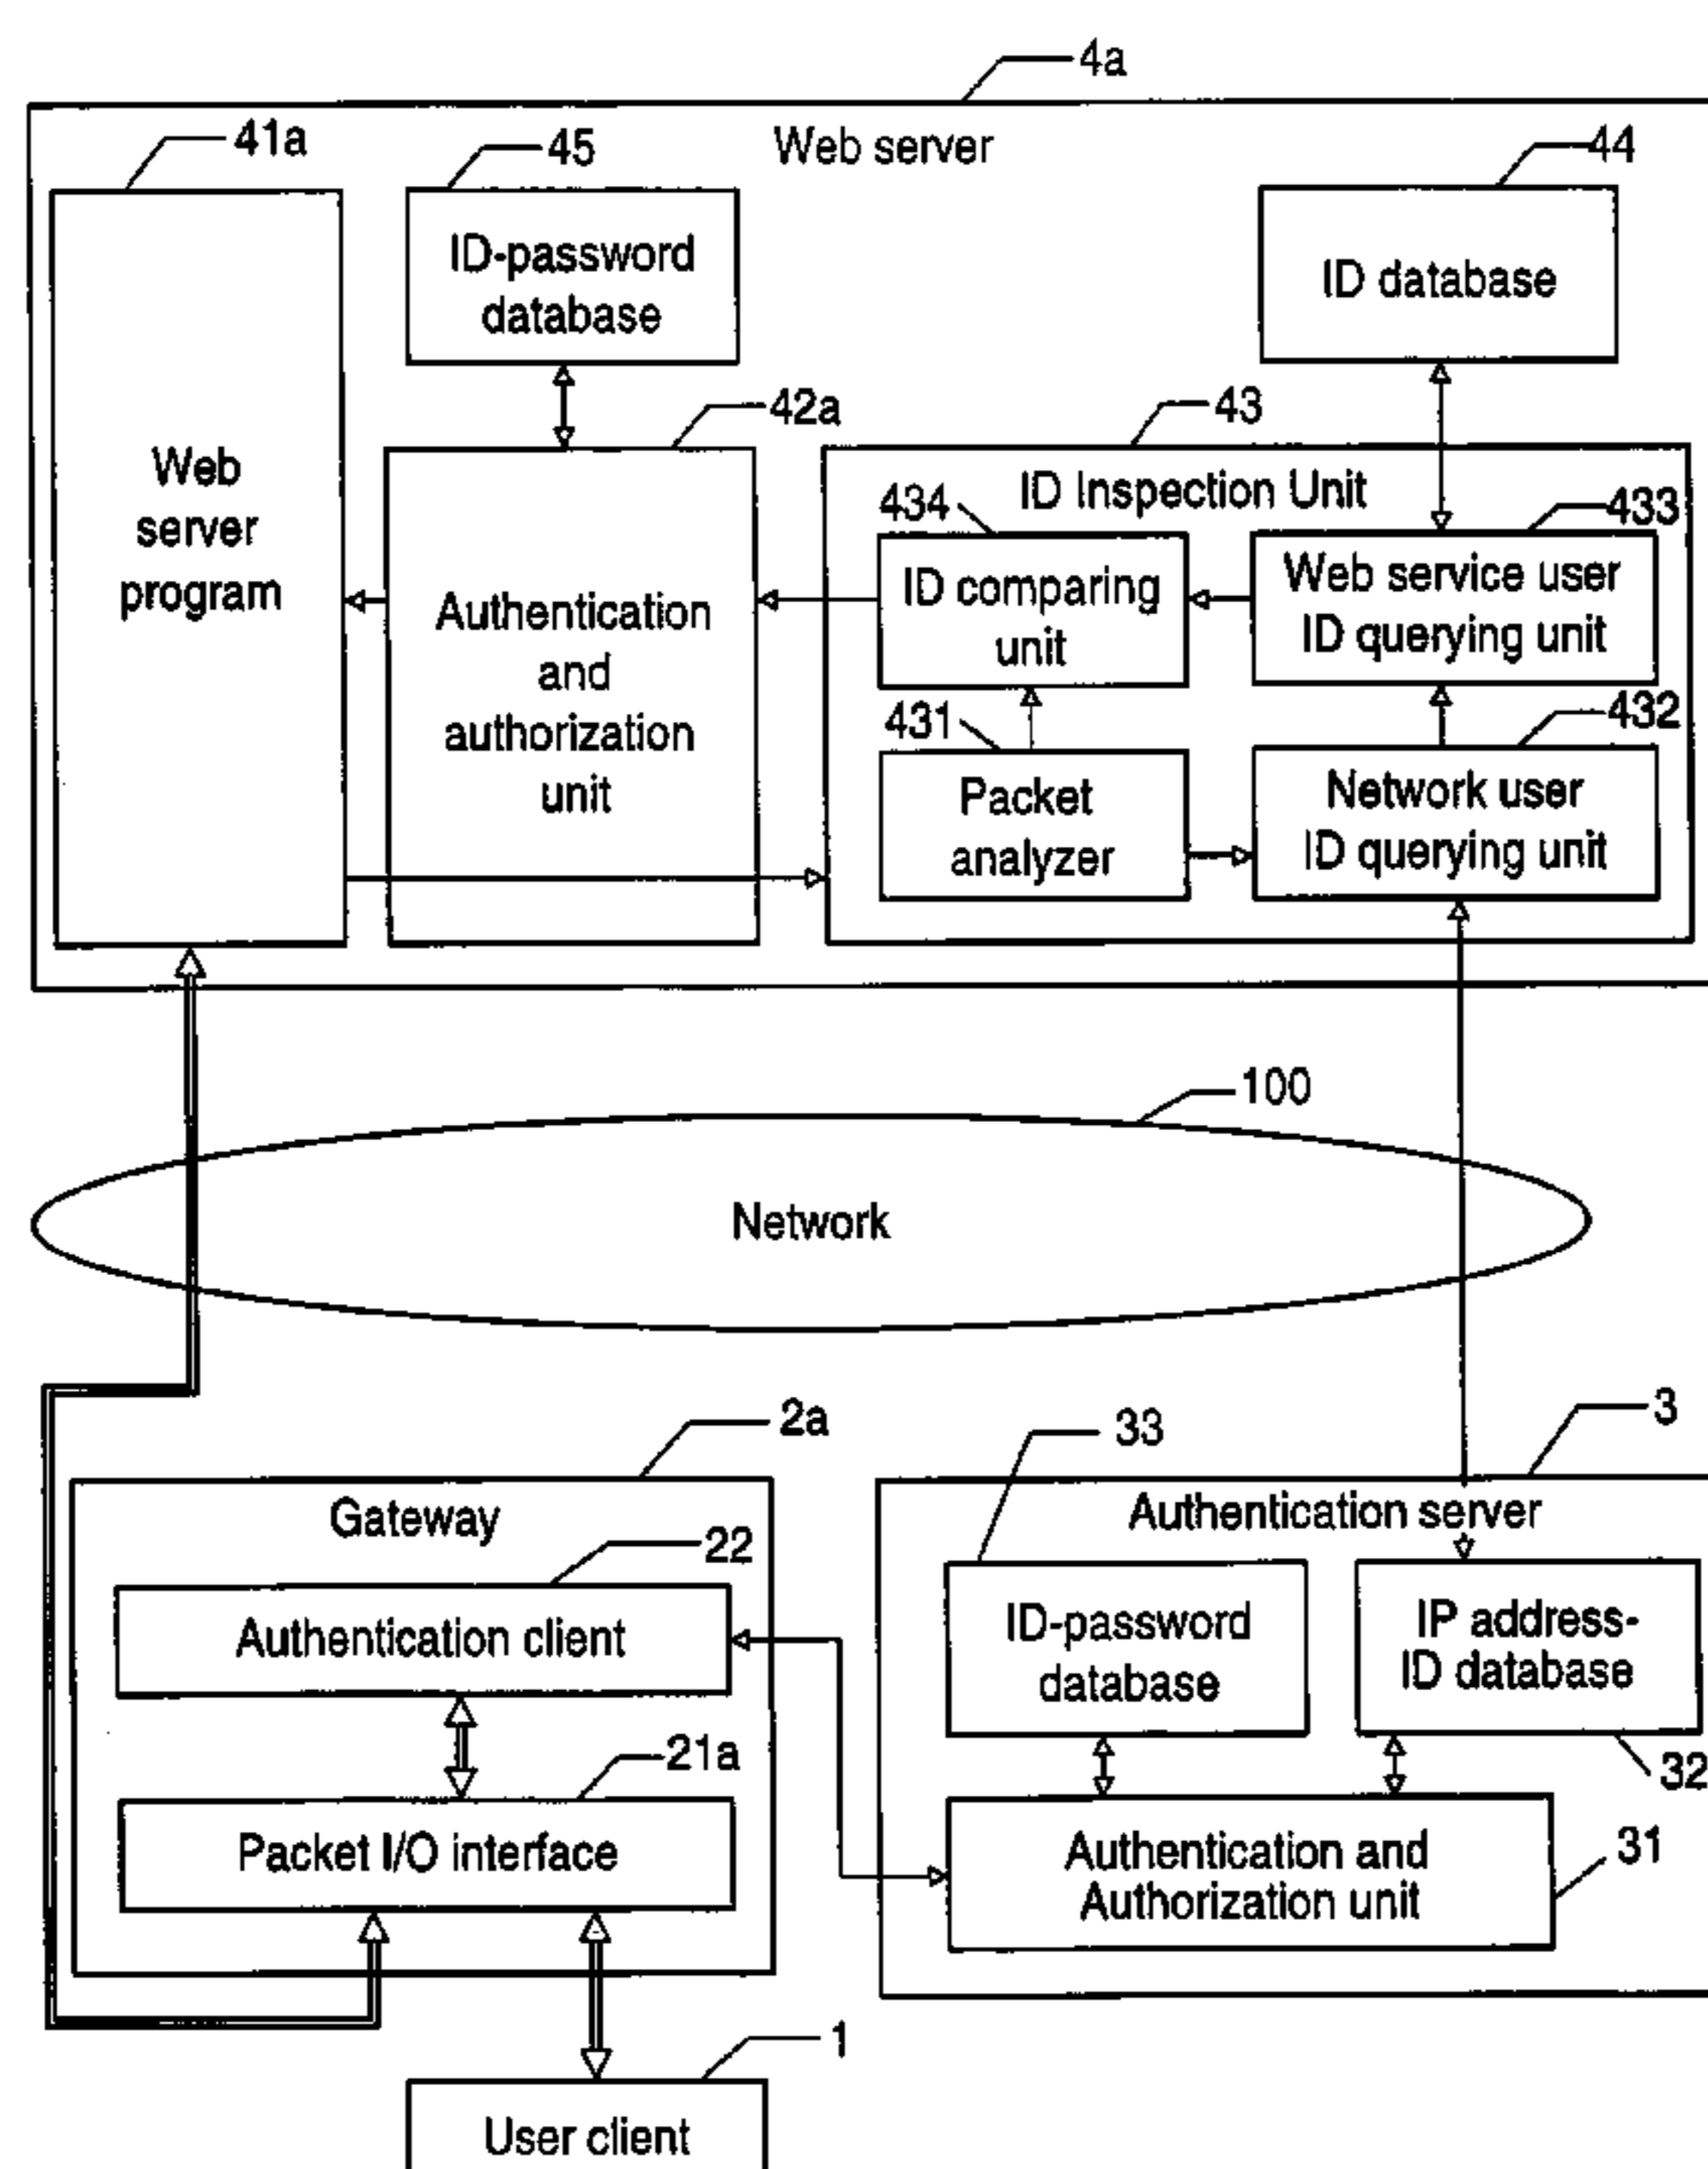 4a
Web server
41a
45
44
ID-password
database
ID database
42a
43
Web
server
program
Authentication
and
authorization
unit
ID Inspection Unit
434
433
ID comparing
unit
Web service user
ID querying unit
431
432
Packet
analyzer
Network user
ID querying unit
100
Network
2a
Gateway
22
Authentication client
21a
Packet I/O interface
3
33
Authentication server
ID-password
database
IP address-
ID database
32
31
Authentication and
Authorization unit
1
User client